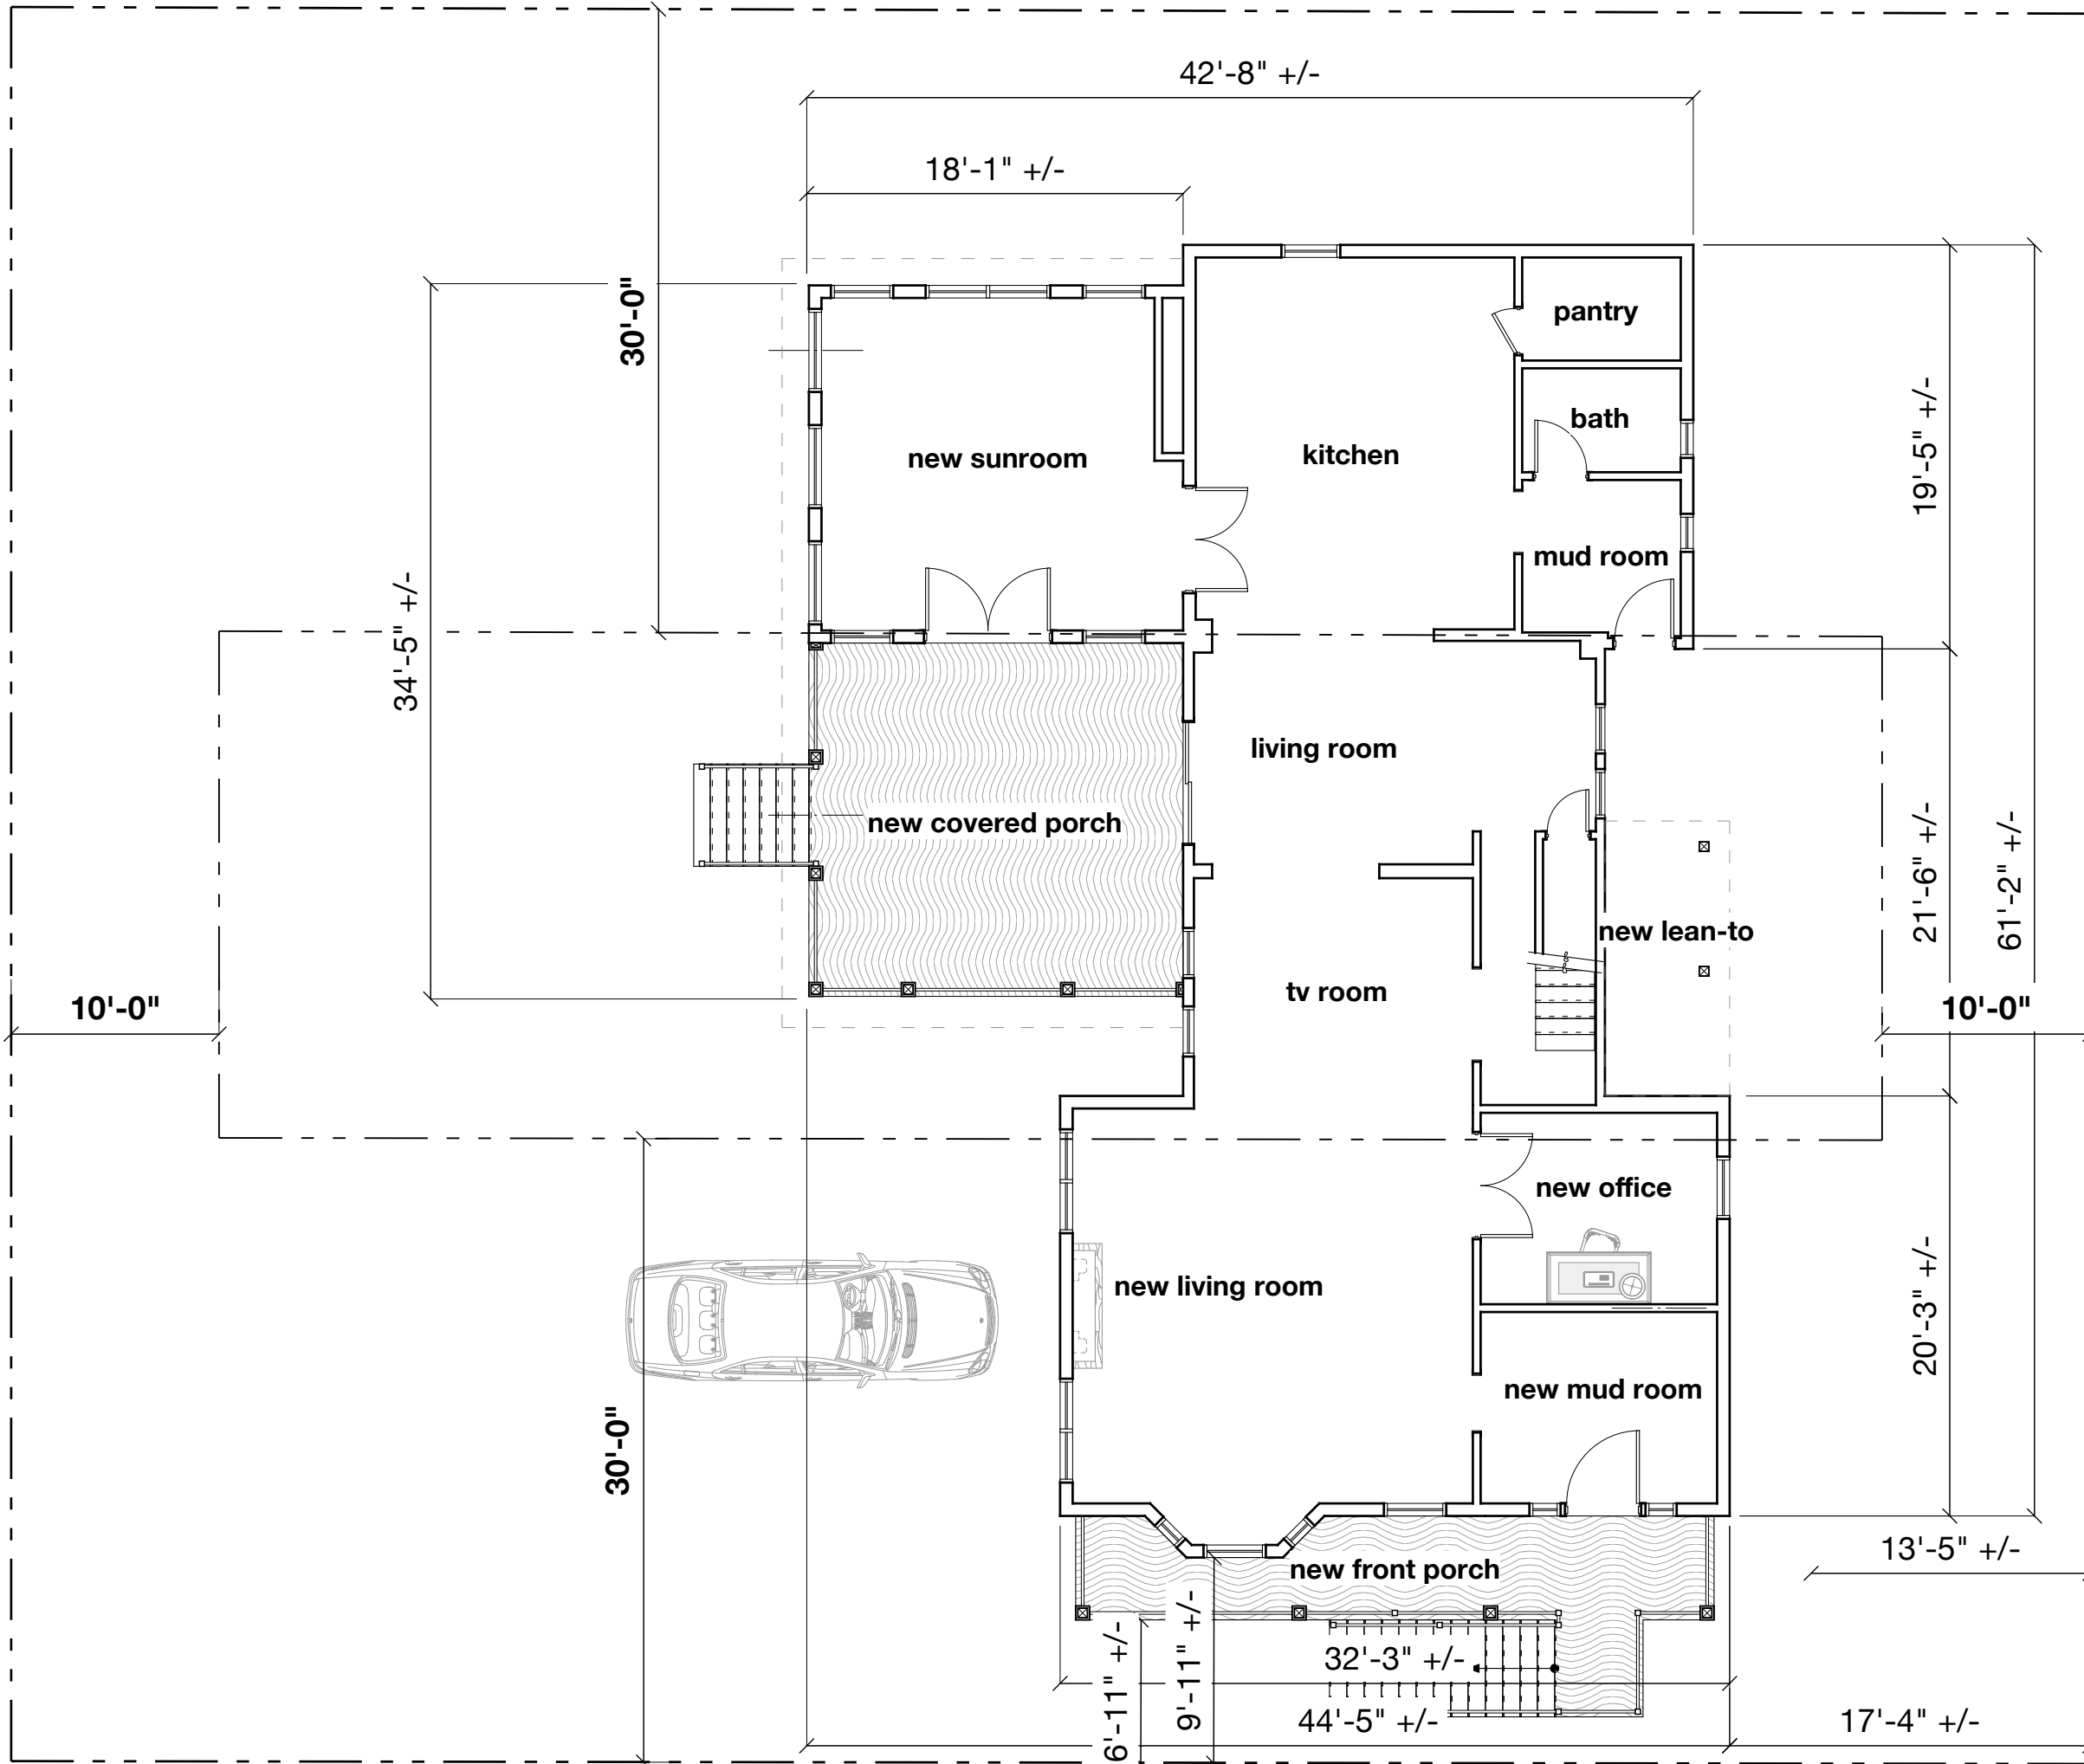 42'-8" +/-
18'-1" +/-
30'-0"
pantry
bath
19'-5" +/-
kitchen
new sunroom
mud room
34'-5" +/-
living room
new covered porch
21'-6" +/-
61'-2" +/-
new lean-to
tv room
10'-0"
10'-0"
new office
new living room
20'-3" +/-
new mud room
30'-0"
13'-5" +/-
new front porch
32'-3" +/-
6'-11" +/-
9'-11" +/-
44'-5" +/-
17'-4" +/-